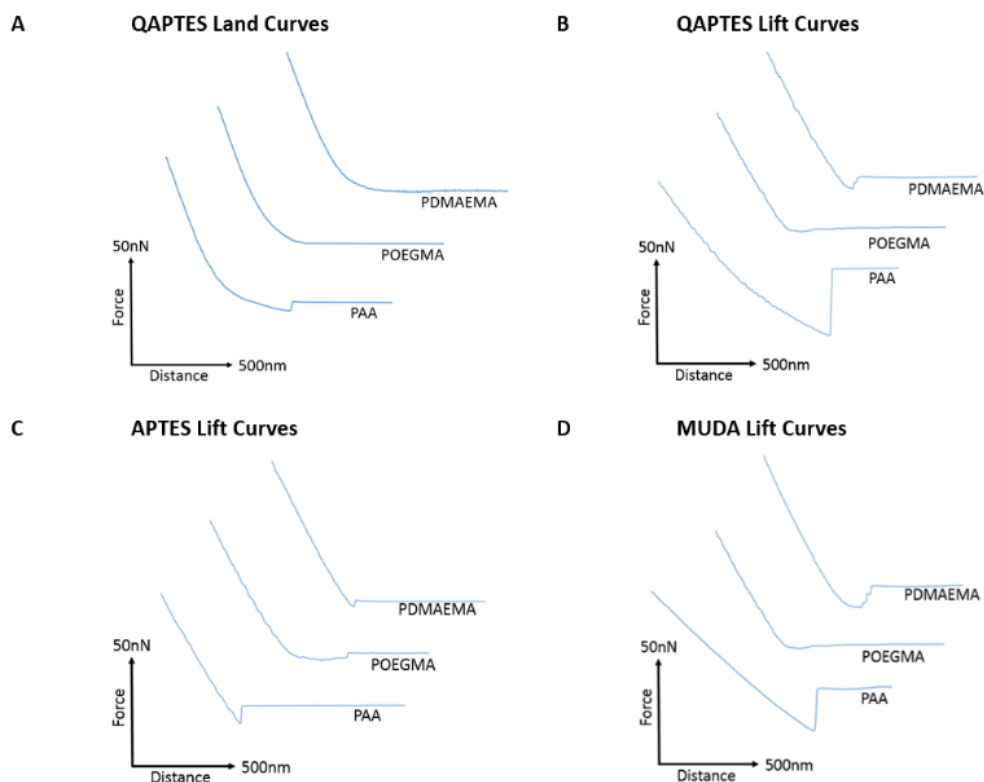 A QAPTES Land Curves
PDMAEMA
POEGMA
PAA
50nN
Force
Distance
500nm
B QAPTES Lift Curves
PDMAEMA
POEGMA
PAA
50nN
Force
Distance
500nm
C APTES Lift Curves
PDMAEMA
POEGMA
PAA
50nN
Force
Distance
500nm
D MUDA Lift Curves
PDMAEMA
POEGMA
PAA
50nN
Force
Distance
500nm